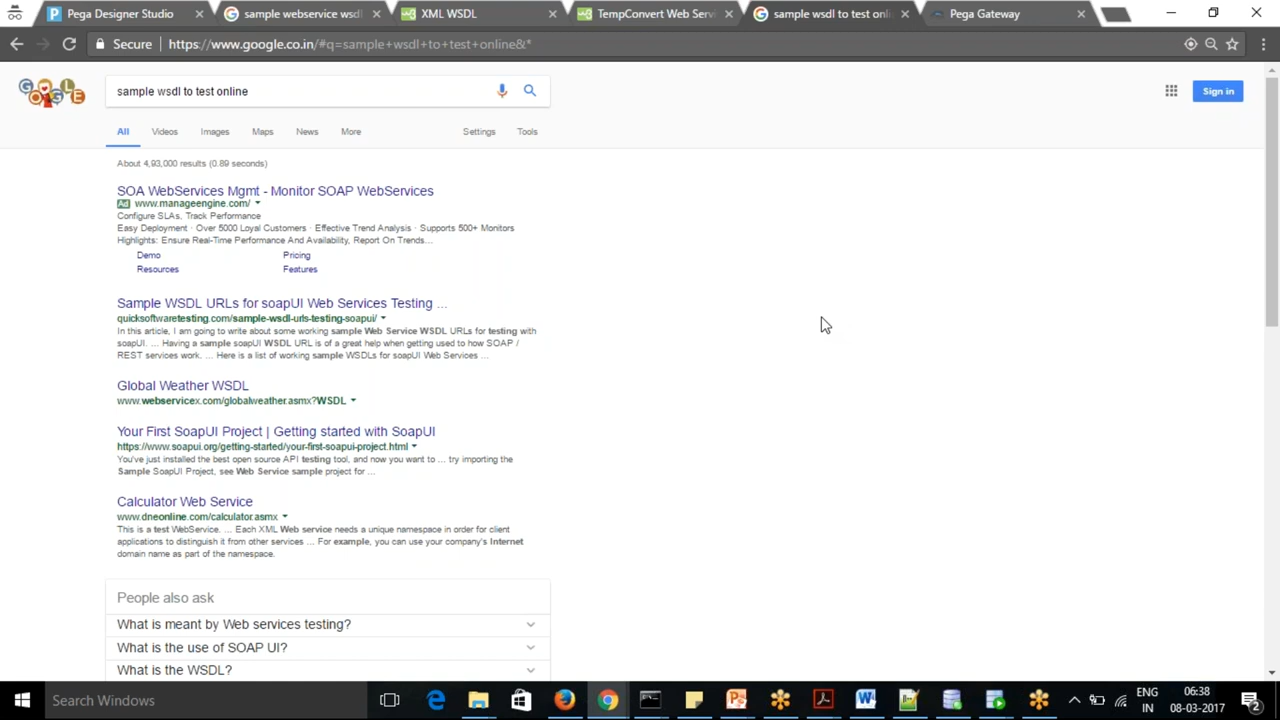 Pega Designer Studio
sample webservice wsdl
XML WSDL
TempConvert Web Servi
sample wsdl to test onli
Pega Gateway
Secure
https://www.google.co.in/#q=sample+wsdl+to+test+online&*
GOOGLE
sample wsdl to test online
Sign in
All
Videos
Images
Maps
News
More
Settings
Tools
About 4,93,000 results (0.89 seconds)
SOA WebServices Mgmt - Monitor SOAP WebServices
Ad www.manageengine.com/
Configure SLAs, Track Performance
Easy Deployment · Over 5000 Loyal Customers · Effective Trend Analysis · Supports 500+ Monitors
Highlights: Ensure Real-Time Performance And Availability, Report On Trends...
Demo
Pricing
Resources
Features
Sample WSDL URLs for soapUI Web Services Testing ...
quicksoftwaretesting.com/sample-wsdl-urls-testing-soapui/
In this article, I am going to write about some working sample Web Service WSDL URLs for testing with
soapUI. ... Having a sample soapUI WSDL URL is of a great help when getting used to how SOAP /
REST services work. ... Here is a list of working sample WSDLs for soapUI Web Services ...
Global Weather WSDL
www.webservicex.com/globalweather.asmx?WSDL
Your First SoapUI Project | Getting started with SoapUI
https://www.soapui.org/getting-started/your-first-soapui-project.html
You've just installed the best open source API testing tool, and now you want to ... try importing the
Sample SoapUI Project, see Web Service sample project for ...
Calculator Web Service
www.dneonline.com/calculator.asmx
This is a test WebService. ... Each XML Web service needs a unique namespace in order for client
applications to distinguish it from other services ... For example, you can use your company's Internet
domain name as part of the namespace.
People also ask
What is meant by Web services testing?
What is the use of SOAP UI?
What is the WSDL?
Search Windows
ENG
IN
06:38
08-03-2017
2